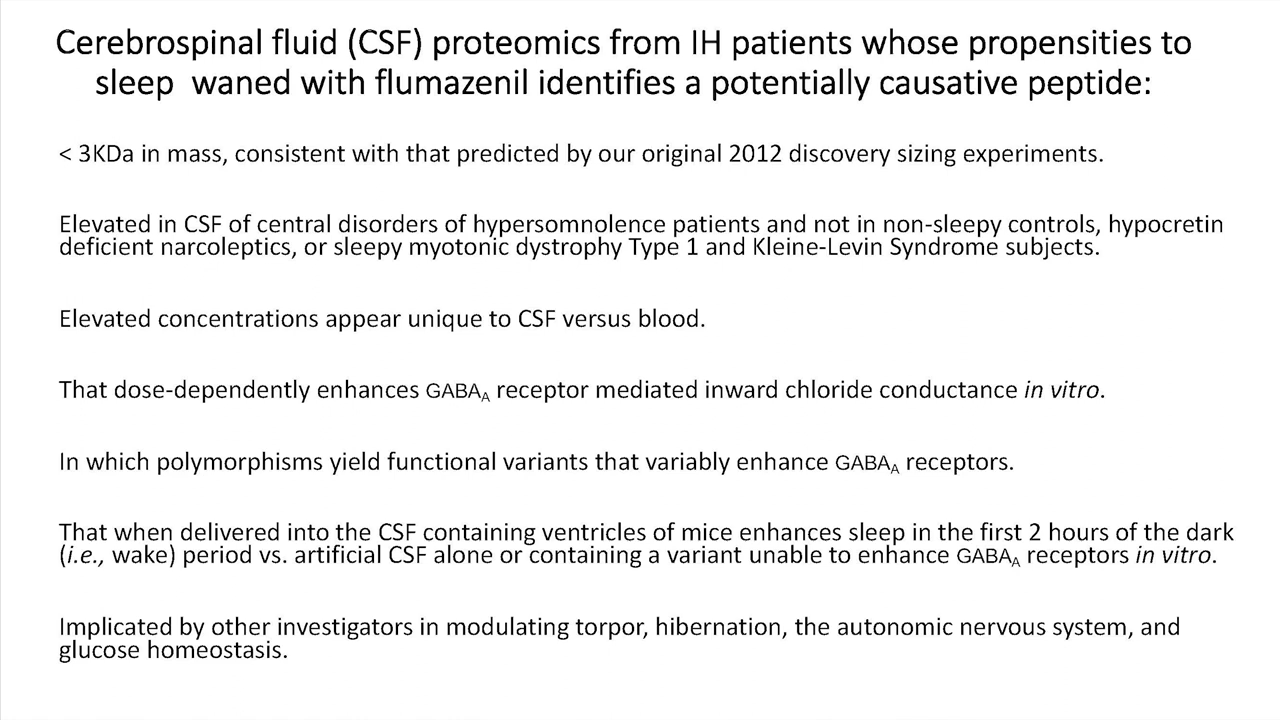 Cerebrospinal fluid (CSF) proteomics from IH patients whose propensities to
sleep waned with flumazenil identifies a potentially causative peptide:
< 3KDa in mass, consistent with that predicted by our original 2012 discovery sizing experiments.
Elevated in CSF of central disorders of hypersomnolence patients and not in non-sleepy controls, hypocretin
deficient narcoleptics, or sleepy myotonic dystrophy Type 1 and Kleine-Levin Syndrome subjects.
Elevated concentrations appear unique to CSF versus blood.
That dose-dependently enhances GABAA receptor mediated inward chloride conductance in vitro.
In which polymorphisms yield functional variants that variably enhance GABAA receptors.
That when delivered into the CSF containing ventricles of mice enhances sleep in the first 2 hours of the dark
(i.e., wake) period vs. artificial CSF alone or containing a variant unable to enhance GABAA receptors in vitro.
Implicated by other investigators in modulating torpor, hibernation, the autonomic nervous system, and
glucose homeostasis.